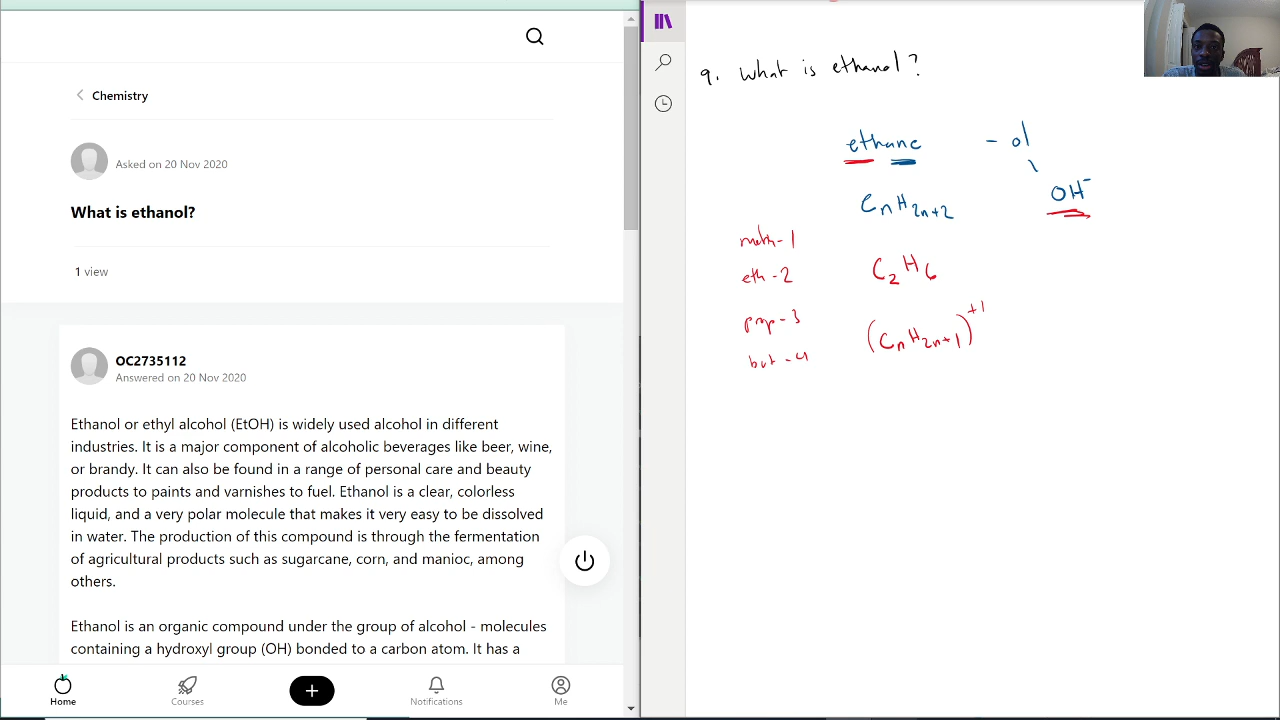 Chemistry
Asked on 20 Nov 2020
What is ethanol?
1 view
OC2735112
Answered on 20 Nov 2020
Ethanol or ethyl alcohol (EtOH) is widely used alcohol in different
industries. It is a major component of alcoholic beverages like beer, wine,
or brandy. It can also be found in a range of personal care and beauty
products to paints and varnishes to fuel. Ethanol is a clear, colorless
liquid, and a very polar molecule that makes it very easy to be dissolved
in water. The production of this compound is through the fermentation
of agricultural products such as sugarcane, corn, and manioc, among
others.
Ethanol is an organic compound under the group of alcohol - molecules
containing a hydroxyl group (OH) bonded to a carbon atom. It has a
Home
Courses
+
Notifications
Me
9. What is ethanol?
ethane - ol
OH⁻
CnH2n+2
meth - 1
eth - 2
C2H6
prop - 3
(CnH2n+1)+1
but - 4